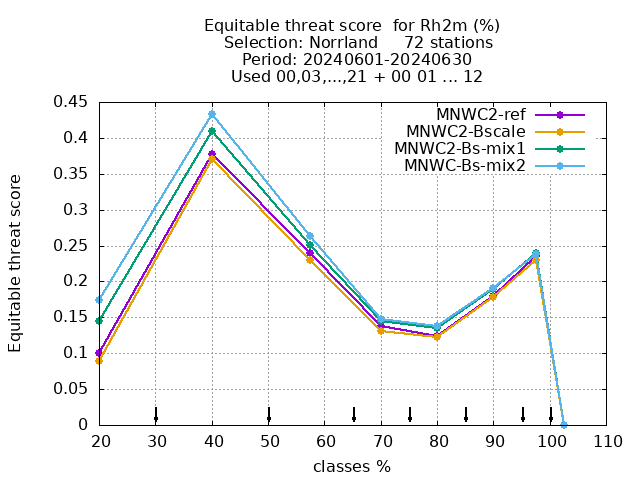 Equitable threat score  for Rh2m (%)
Selection: Norrland     72 stations
Period: 20240601-20240630
Used 00,03,...,21 + 00 01 ... 12
MNWC2-ref
MNWC2-Bscale
MNWC2-Bs-mix1
MNWC-Bs-mix2
Equitable threat score
0.45
0.4
0.35
0.3
0.25
0.2
0.15
0.1
0.05
0
20 30 40 50 60 70 80 90 100 110
classes %